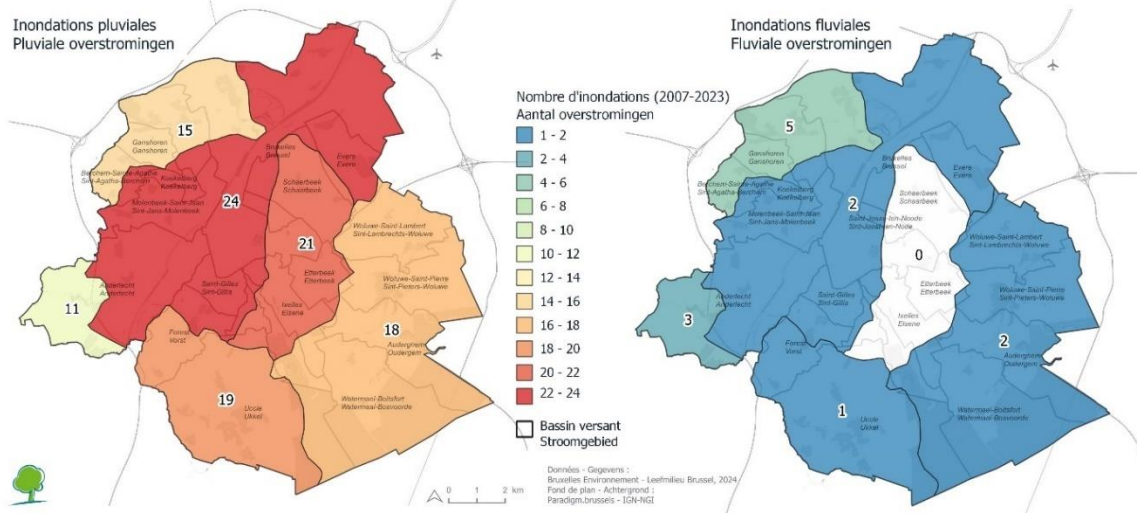 Inondations pluviales
Pluviale overstromingen
15
Ganshoren
Ganshoren
Berchem-Sainte-Agathe
Sint-Agatha-Berchem
Koekelberg
Koekelberg
Bruxelles
Brussel
Evere
Evere
Schaerbeek
Schaarbeek
Molenbeek-Saint-Jean
Sint-Jans-Molenbeek
24
21
Woluwe-Saint-Lambert
Sint-Lambrechts-Woluwe
Etterbeek
Etterbeek
Woluwe-Saint-Pierre
Sint-Pieters-Woluwe
Anderlecht
Anderlecht
Saint-Gilles
Sint-Gillis
11
Ixelles
Elsene
18
Forest
Vorst
Auderghem
Oudergem
19
Uccle
Ukkel
Watermael-Boitsfort
Watermaal-Bosvoorde
Nombre d'inondations (2007-2023)
Aantal overstromingen
1 - 2
2 - 4
4 - 6
6 - 8
8 - 10
10 - 12
12 - 14
14 - 16
16 - 18
18 - 20
20 - 22
22 - 24
Bassin versant
Stroomgebied
0 1 2 km
Données - Gegevens :
Bruxelles Environnement - Leefmilieu Brussel, 2024
Fond de plan - Achtergrond :
Paradigm.brussels - IGN-NGI
Inondations fluviales
Fluviale overstromingen
5
Ganshoren
Ganshoren
Berchem-Sainte-Agathe
Sint-Agatha-Berchem
Koekelberg
Koekelberg
Bruxelles
Brussel
Evere
Evere
Schaerbeek
Schaarbeek
Molenbeek-Saint-Jean
Sint-Jans-Molenbeek
2
Saint-Josse-ten-Noode
Sint-Joost-ten-Node
0
Woluwe-Saint-Lambert
Sint-Lambrechts-Woluwe
Etterbeek
Etterbeek
Woluwe-Saint-Pierre
Sint-Pieters-Woluwe
Anderlecht
Anderlecht
Saint-Gilles
Sint-Gillis
3
Ixelles
Elsene
2
Forest
Vorst
Auderghem
Oudergem
1
Uccle
Ukkel
Watermael-Boitsfort
Watermaal-Bosvoorde